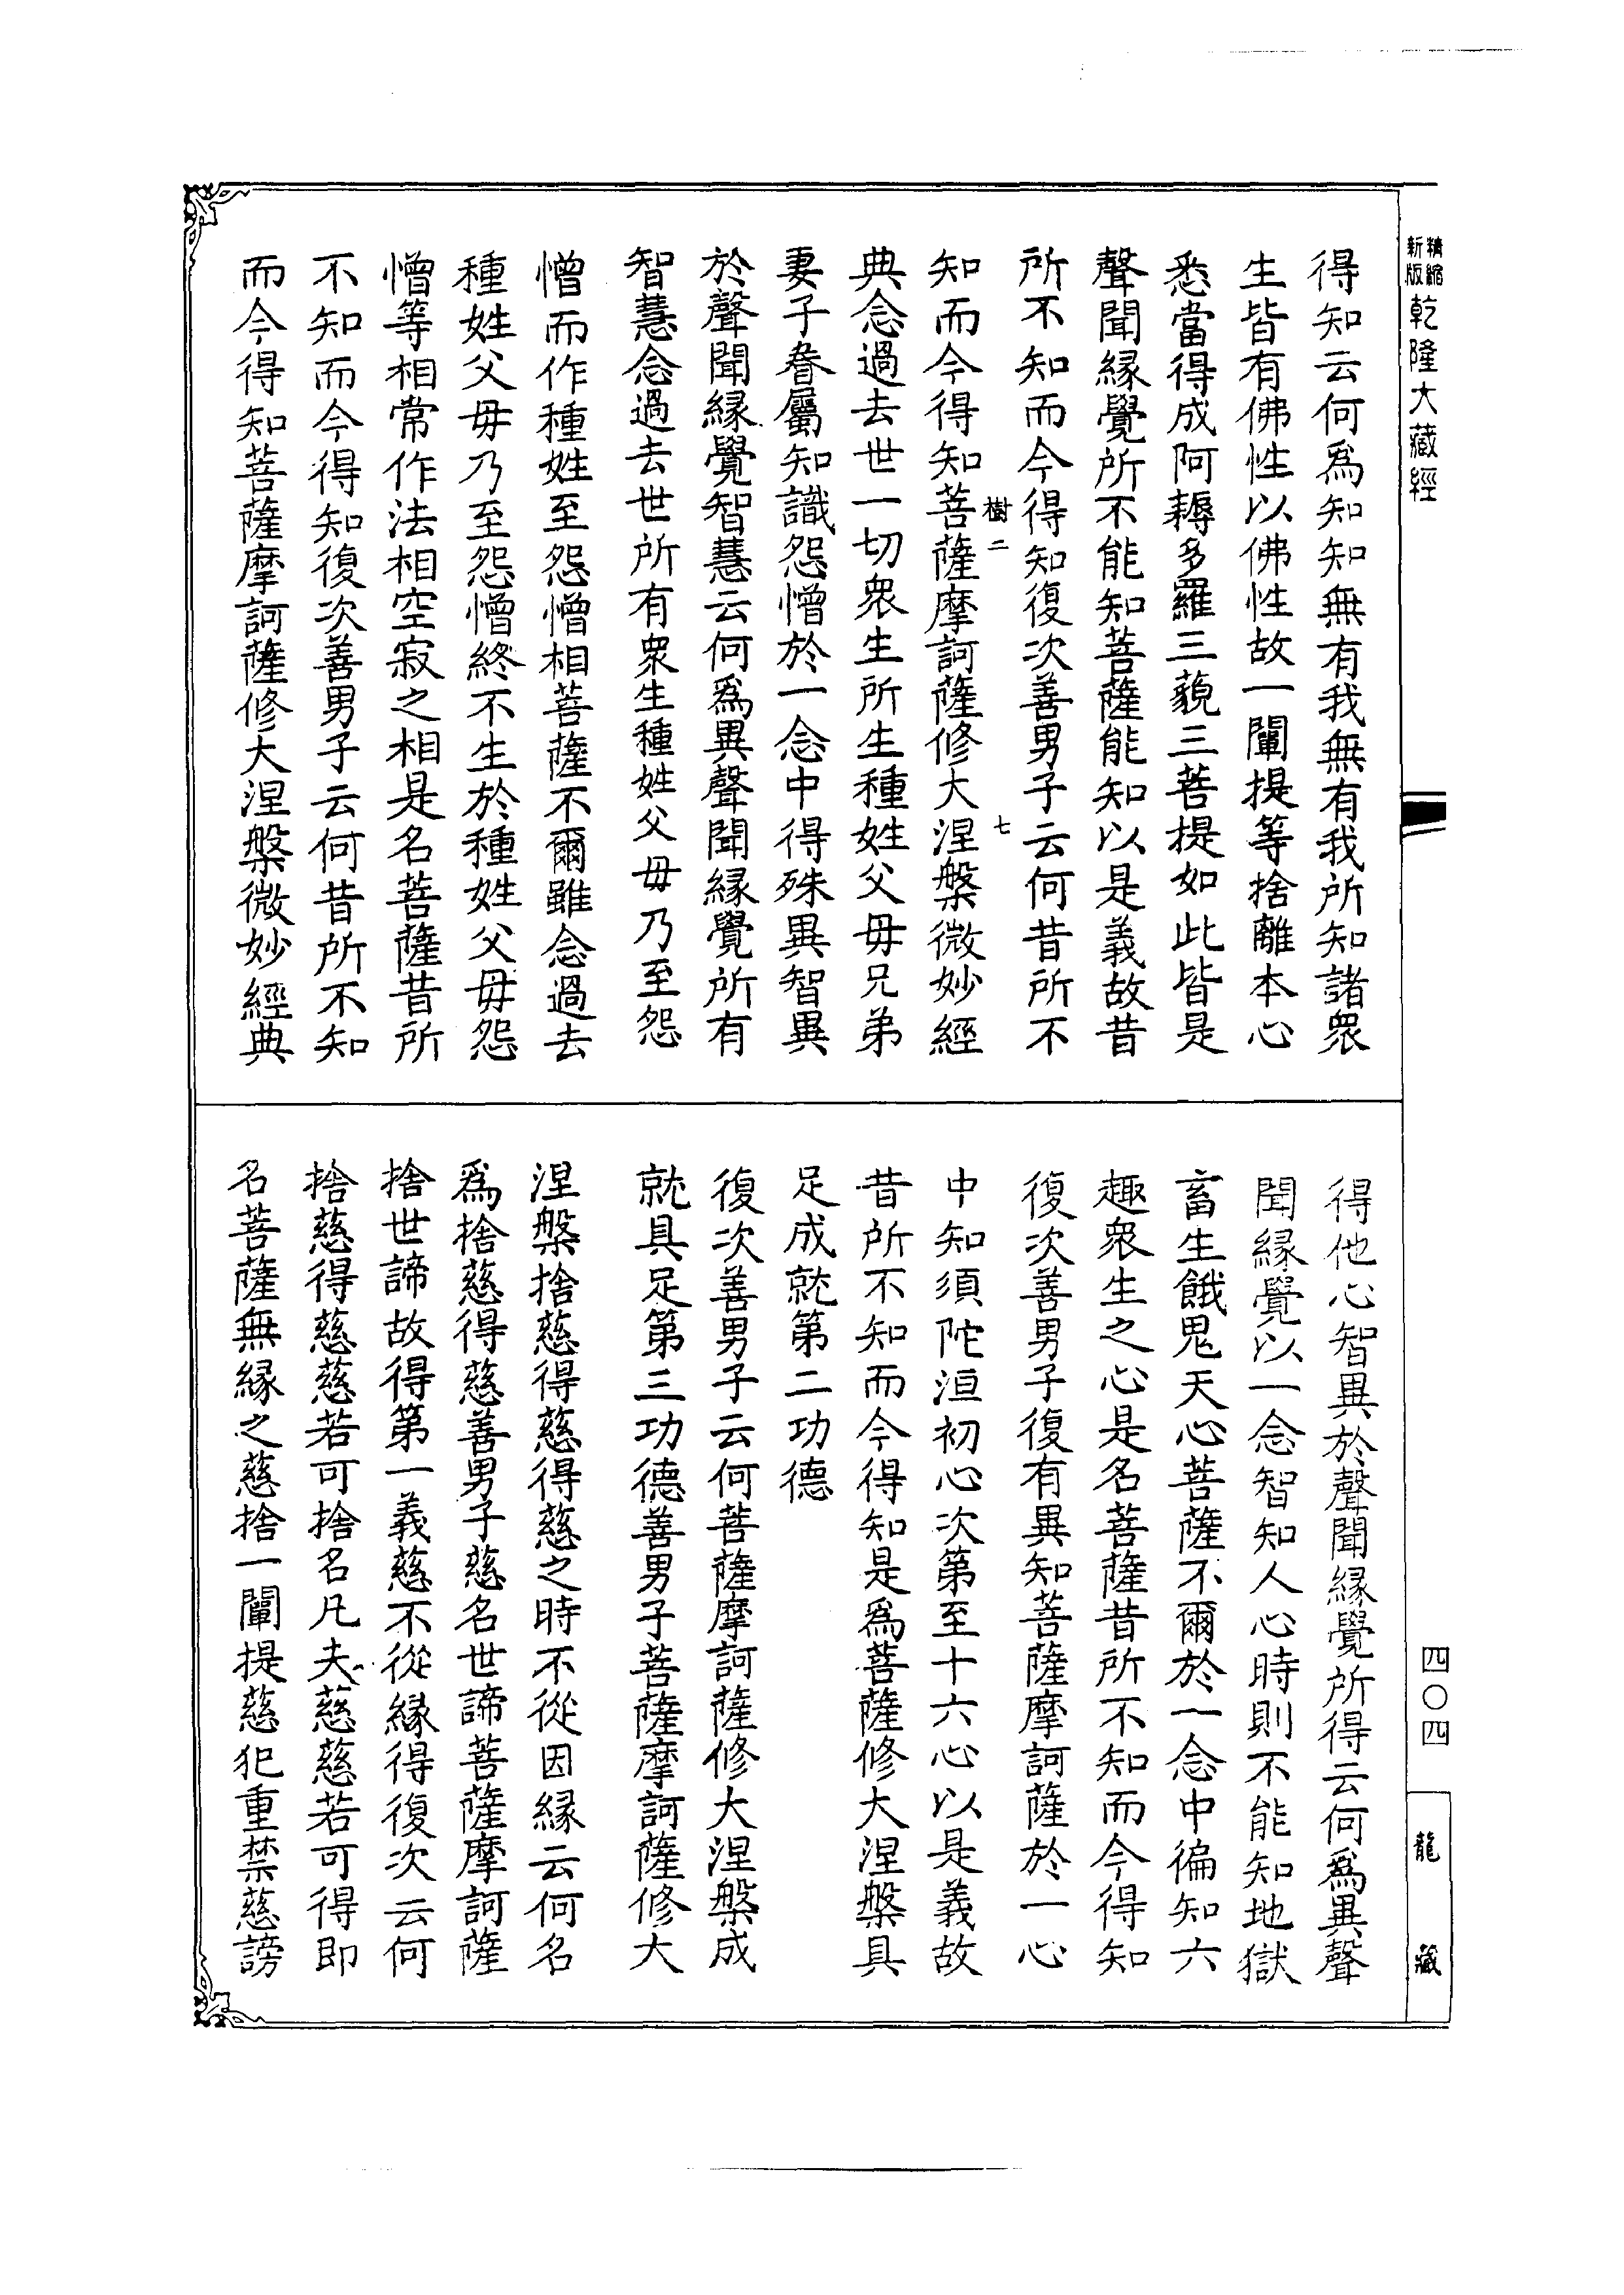 精縮新版乾隆大藏經
得知云何爲知知無有我無有我所知諸衆
生皆有佛性以佛性故一闡提等捨離本心
悉當得成阿耨多羅三藐三菩提如此皆是
聲聞緣覺所不能知菩薩能知以是義故昔
所不知而今得知復次善男子云何昔所不
樹二 七
知而今得知菩薩摩訶薩修大涅槃微妙經
典念過去世一切衆生所生種姓父母兄弟
妻子眷屬知識怨憎於一念中得殊異智異
於聲聞緣覺智慧云何爲異聲聞緣覺所有
智慧念過去世所有衆生種姓父母乃至怨
憎而作種姓至怨憎相菩薩不爾雖念過去
種姓父母乃至怨憎終不生於種姓父母怨
憎等相常作法相空寂之相是名菩薩昔所
不知而今得知復次善男子云何昔所不知
而今得知菩薩摩訶薩修大涅槃微妙經典
得他心智異於聲聞緣覺所得云何爲異聲
聞緣覺以一念智知人心時則不能知地獄
畜生餓鬼天心菩薩不爾於一念中徧知六
趣衆生之心是名菩薩昔所不知而今得知
復次善男子復有異知菩薩摩訶薩於一心
中知須陀洹初心次第至十六心以是義故
昔所不知而今得知是爲菩薩修大涅槃具
足成就第二功德
復次善男子云何菩薩摩訶薩修大涅槃成
就具足第三功德善男子菩薩摩訶薩修大
涅槃捨慈得慈得慈之時不從因緣云何名
爲捨慈得慈善男子慈名世諦菩薩摩訶薩
捨世諦故得第一義慈不從緣得復次云何
捨慈得慈慈若可捨名凡夫慈慈若可得即
名菩薩無緣之慈捨一闡提慈犯重禁慈謗
四〇四
龍藏